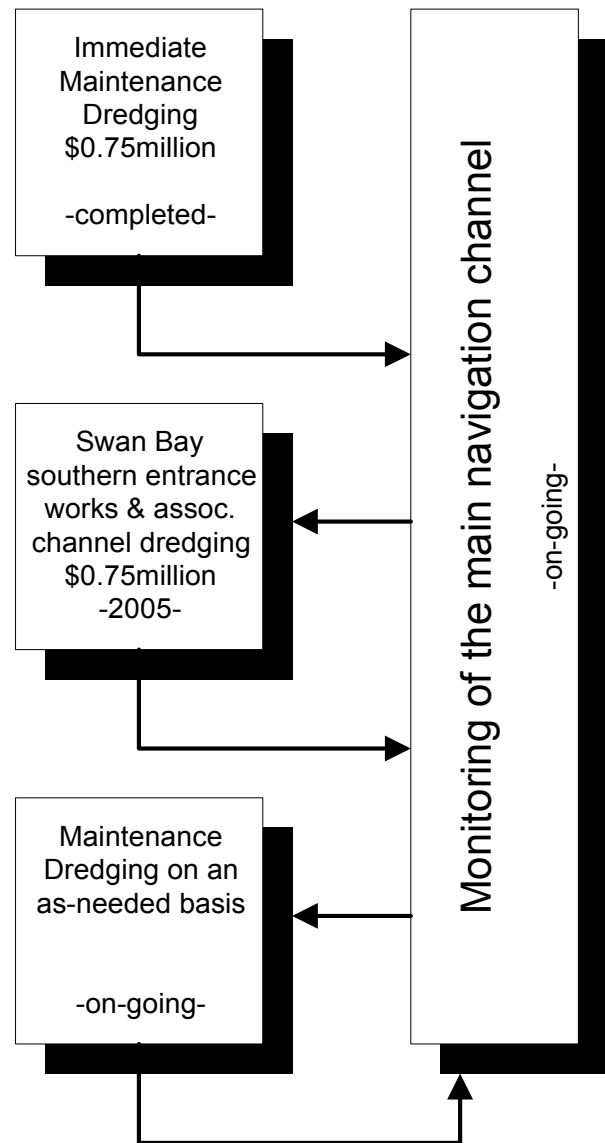 Immediate
Maintenance
Dredging
$0.75million
-completed-
Swan Bay
southern entrance
works & assoc.
channel dredging
$0.75million
-2005-
Maintenance
Dredging on an
as-needed basis
-on-going-
Monitoring of the main navigation channel
-on-going-